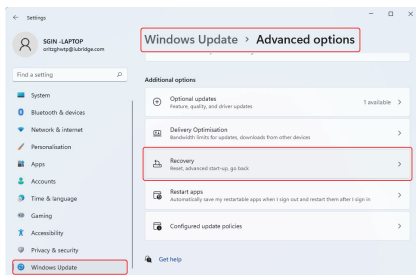 Settings
SGIN -LAPTOP
oritzghwtp@iubridge.com
Find a setting
System
Bluetooth & devices
Network & internet
Personalisation
Apps
Accounts
Time & language
Gaming
Accessibility
Privacy & security
Windows Update
Windows Update > Advanced options
Additional options
Optional updates
Feature, quality, and driver updates
1 available
Delivery Optimisation
Bandwidth limits for updates, downloads from other devices
Recovery
Reset, advanced start-up, go back
Restart apps
Automatically save my restartable apps when I sign out and restart them after I sign in
Configured update policies
Get help